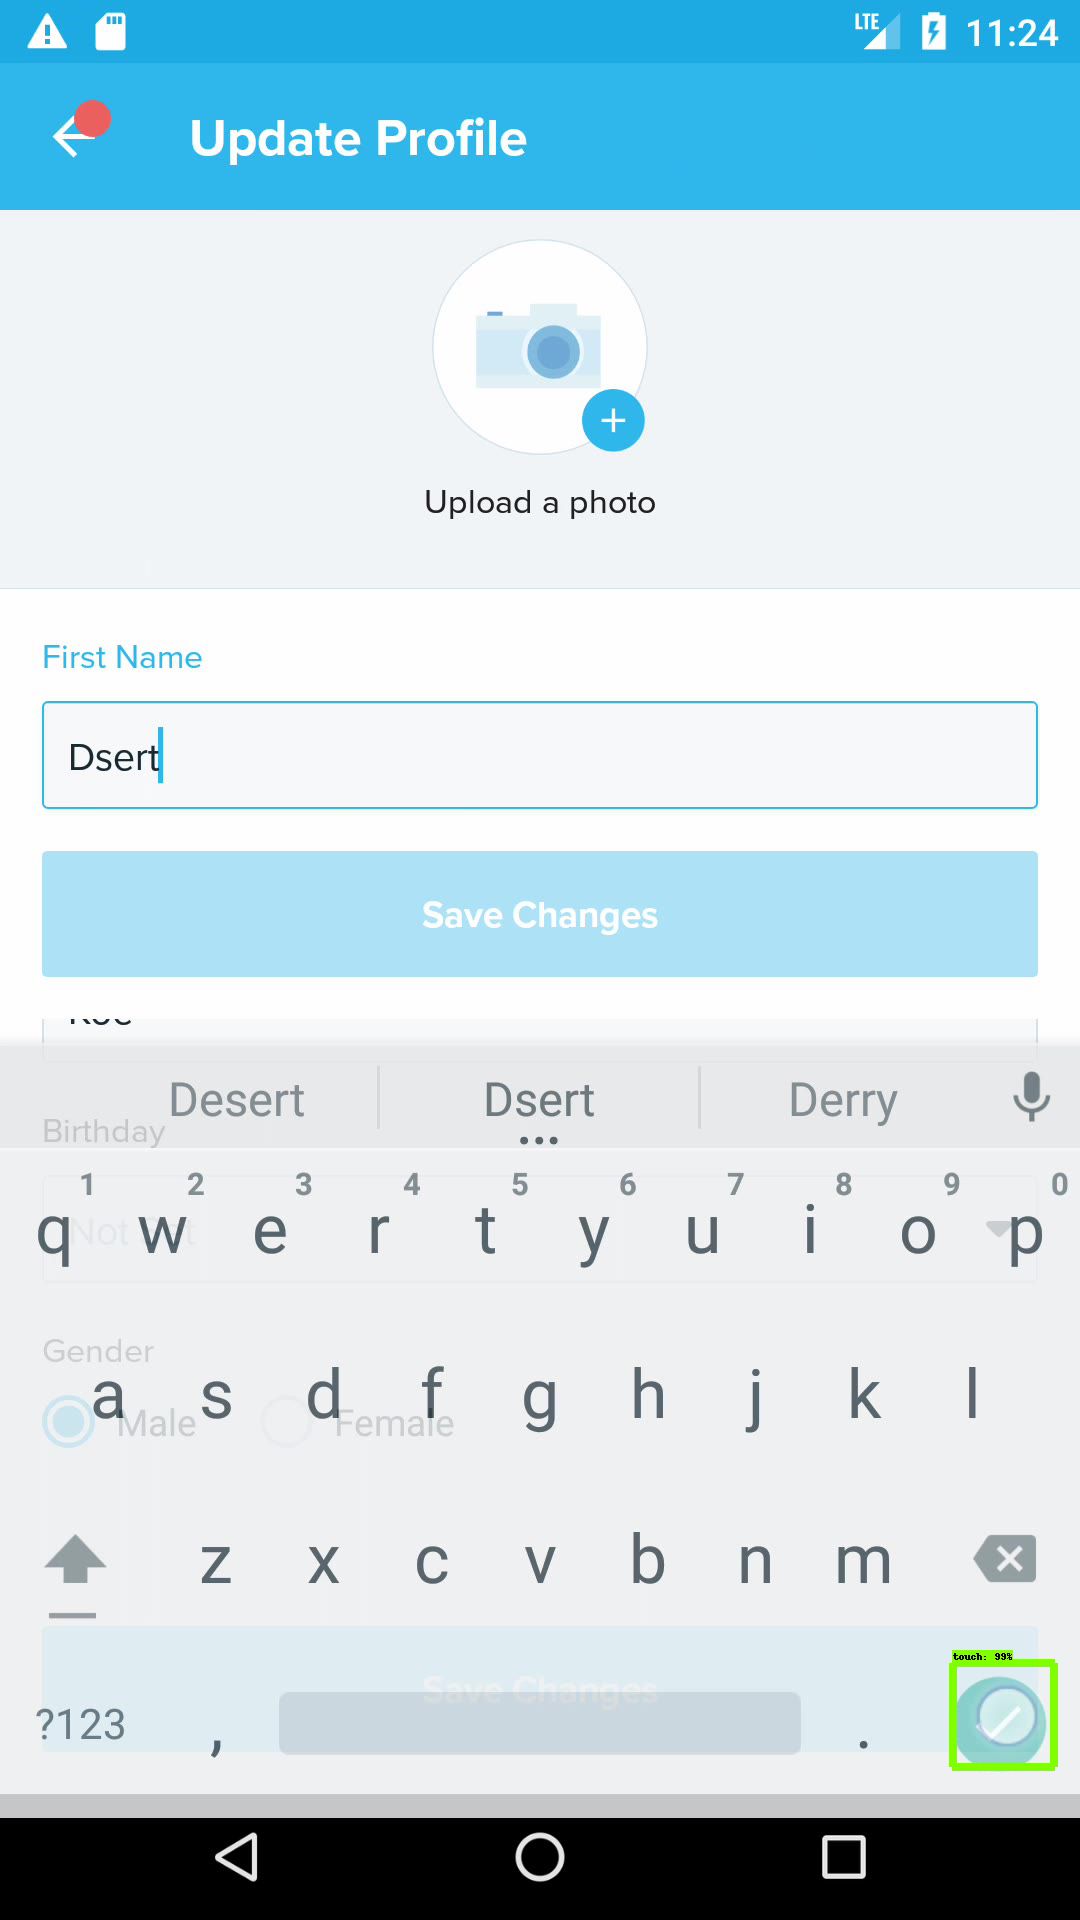 LTE 11:24
Update Profile
Upload a photo
First Name
Dsert
Save Changes
Desert Dsert Derry
Birthday
1 2 3 4 5 6 7 8 9 0
q w e r t y u i o p
Not set
Gender
a s d f g h j k l
Male Female
z x c v b n m
touch: 99%
Save Changes
?123 , .